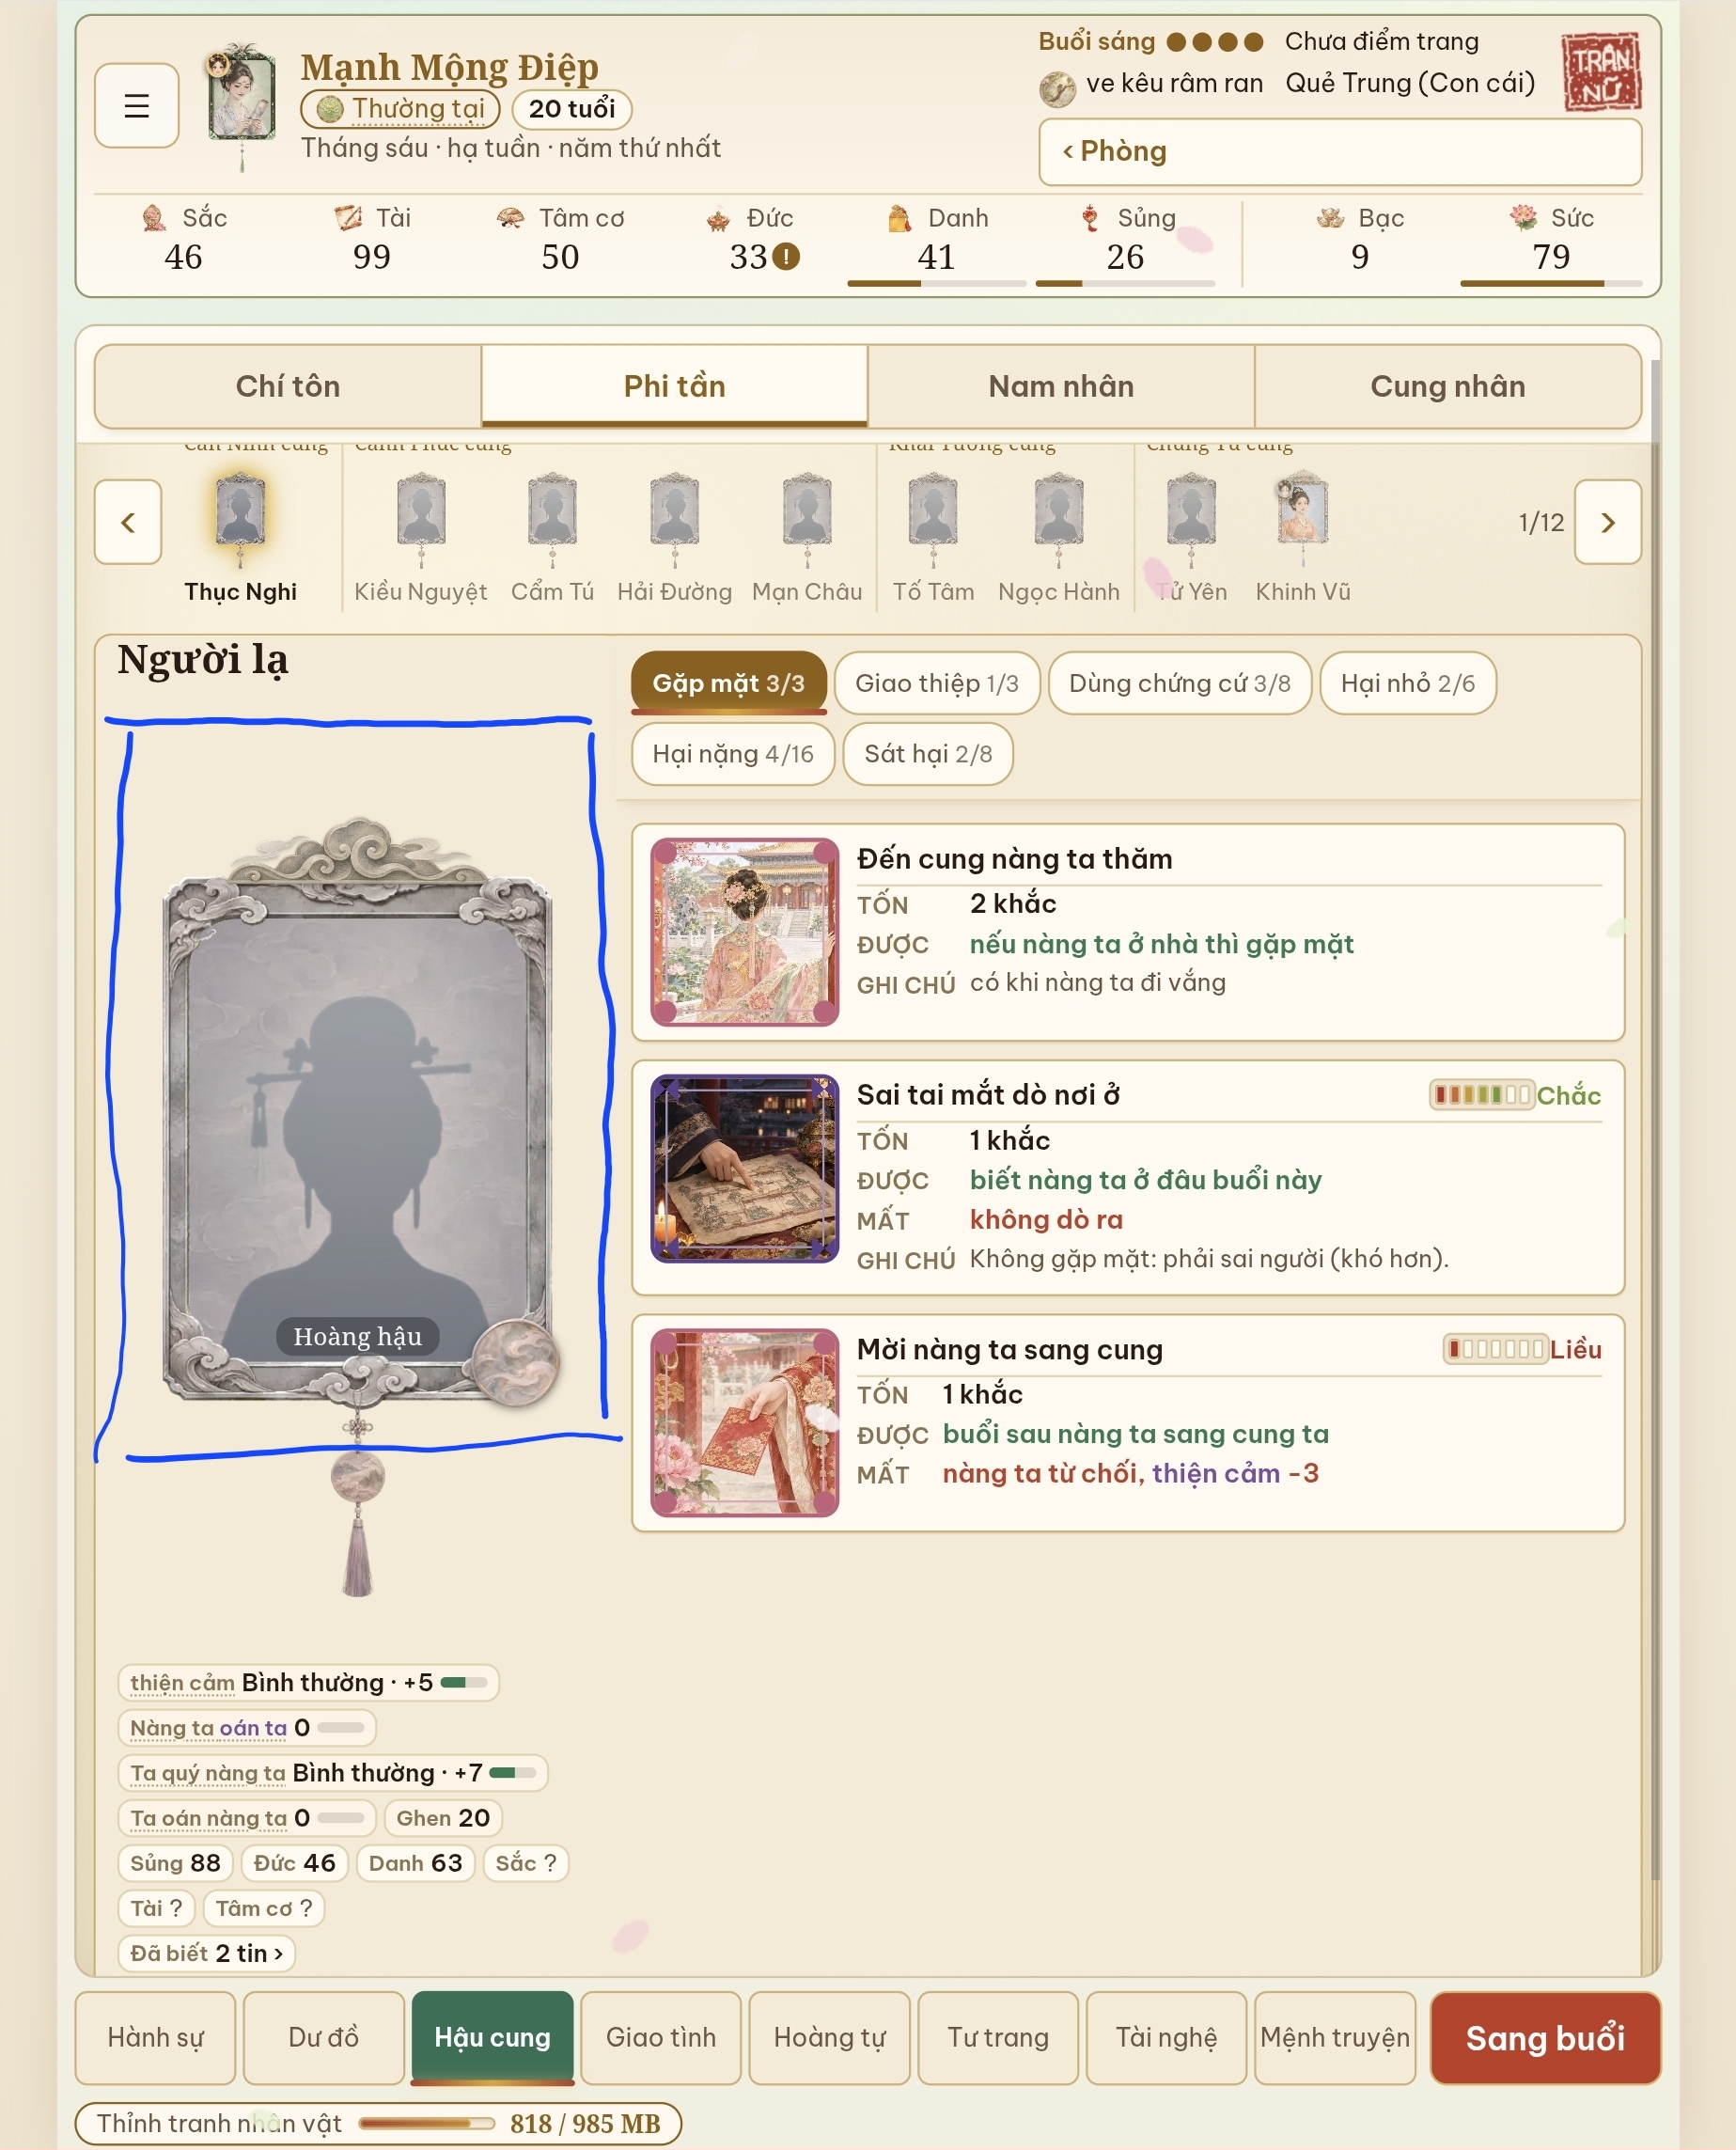 Mạnh Mộng Điệp
Thường tại
20 tuổi
Tháng sáu · hạ tuần · năm thứ nhất
Buổi sáng
Chưa điểm trang
ve kêu râm ran
Quẻ Trung (Con cái)
TRÂN NỮ
‹ Phòng
Sắc
46
Tài
99
Tâm cơ
50
Đức
33 !
Danh
41
Sủng
26
Bạc
9
Sức
79
Chí tôn
Phi tần
Nam nhân
Cung nhân
Thục Nghi
Kiều Nguyệt
Cẩm Tú
Hải Đường
Mạn Châu
Tố Tâm
Ngọc Hành
Tử Yên
Khinh Vũ
1/12
Người lạ
Hoàng hậu
thiện cảm Bình thường · +5
Nàng ta oán ta 0
Ta quý nàng ta Bình thường · +7
Ta oán nàng ta 0
Ghen 20
Sủng 88
Đức 46
Danh 63
Sắc ?
Tài ?
Tâm cơ ?
Đã biết 2 tin ›
Gặp mặt 3/3
Giao thiệp 1/3
Dùng chứng cứ 3/8
Hại nhỏ 2/6
Hại nặng 4/16
Sát hại 2/8
Đến cung nàng ta thăm
TỐN 2 khắc
ĐƯỢC nếu nàng ta ở nhà thì gặp mặt
GHI CHÚ có khi nàng ta đi vắng
Sai tai mắt dò nơi ở
Chắc
TỐN 1 khắc
ĐƯỢC biết nàng ta ở đâu buổi này
MẤT không dò ra
GHI CHÚ Không gặp mặt: phải sai người (khó hơn).
Mời nàng ta sang cung
Liều
TỐN 1 khắc
ĐƯỢC buổi sau nàng ta sang cung ta
MẤT nàng ta từ chối, thiện cảm -3
Hành sự
Dư đồ
Hậu cung
Giao tình
Hoàng tự
Tư trang
Tài nghệ
Mệnh truyện
Sang buổi
Thỉnh tranh nhân vật
818 / 985 MB